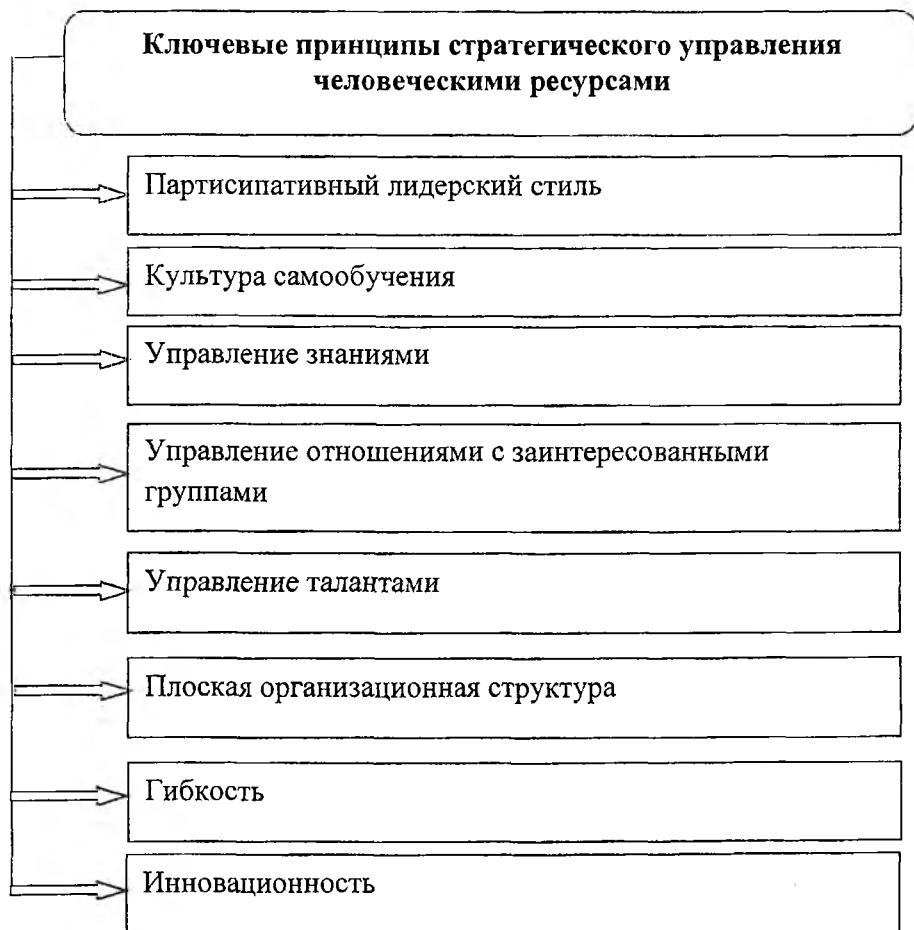 Ключевые принципы стратегического управления
человеческими ресурсами
Партисипативный лидерский стиль
Культура самообучения
Управление знаниями
Управление отношениями с заинтересованными
группами
Управление талантами
Плоская организационная структура
Гибкость
Инновационность